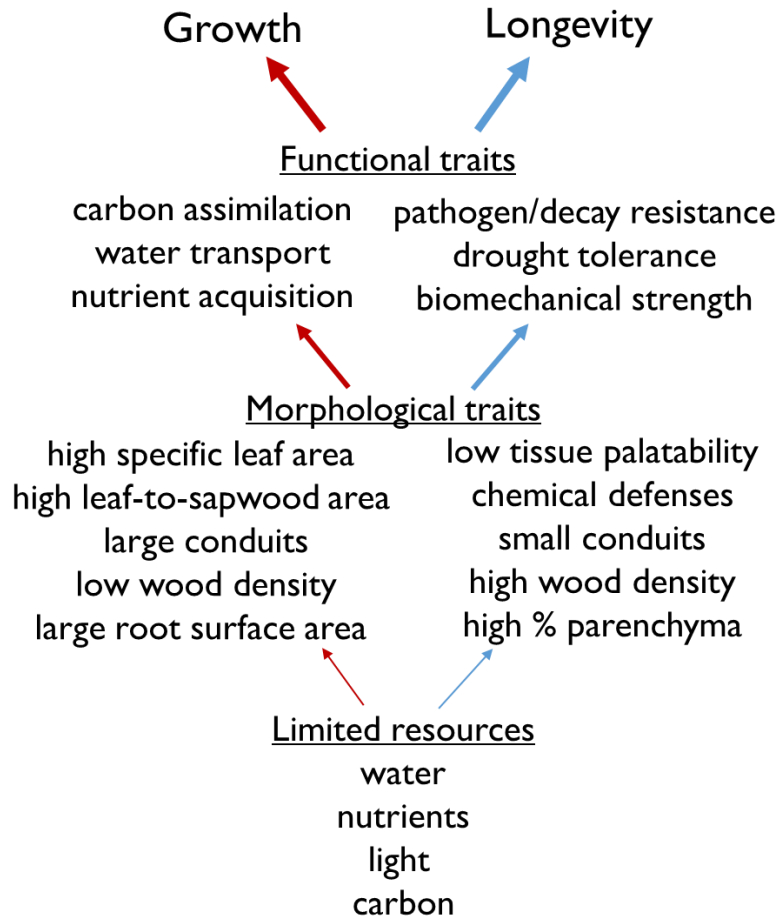 Growth
Longevity
Functional traits
carbon assimilation
water transport
nutrient acquisition
pathogen/decay resistance
drought tolerance
biomechanical strength
Morphological traits
high specific leaf area
high leaf-to-sapwood area
large conduits
low wood density
large root surface area
low tissue palatability
chemical defenses
small conduits
high wood density
high % parenchyma
Limited resources
water
nutrients
light
carbon